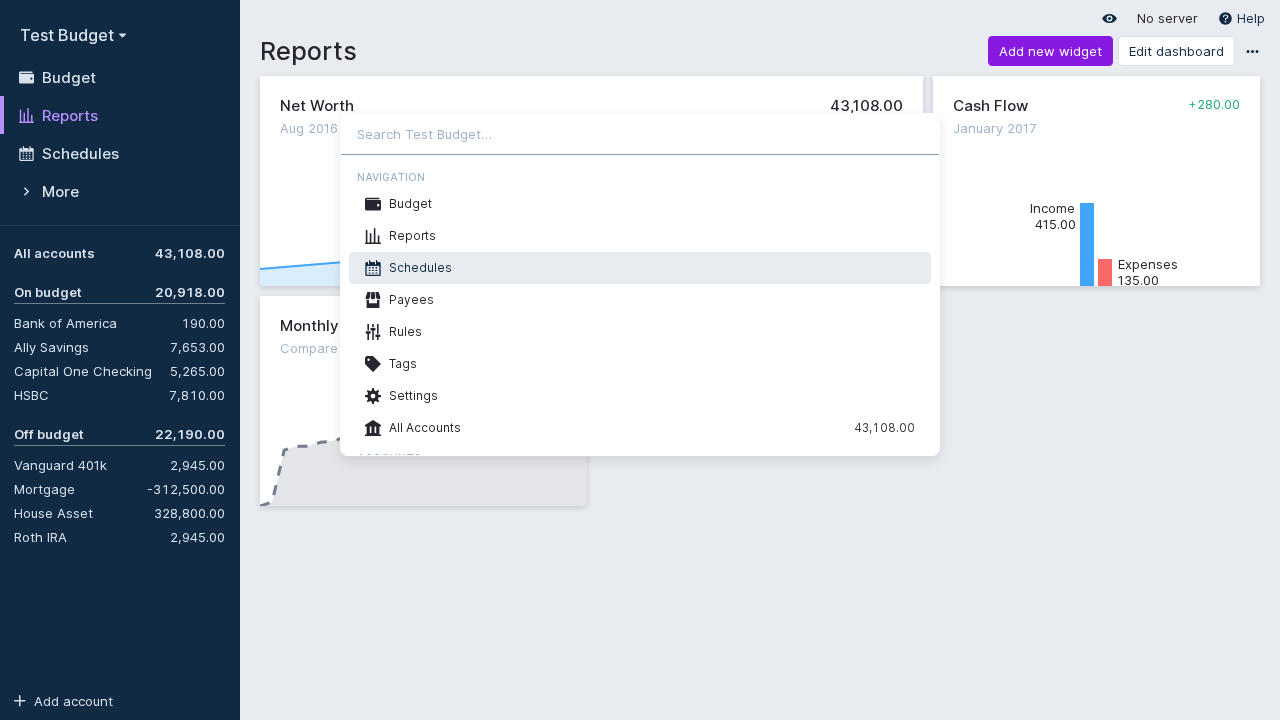 Test Budget
Budget
Reports
Schedules
More
All accounts 43,108.00
On budget 20,918.00
Bank of America 190.00
Ally Savings 7,653.00
Capital One Checking 5,265.00
HSBC 7,810.00
Off budget 22,190.00
Vanguard 401k 2,945.00
Mortgage -312,500.00
House Asset 328,800.00
Roth IRA 2,945.00
Add account
No server
Help
Reports
Add new widget
Edit dashboard
Net Worth 43,108.00
Aug 2016
Cash Flow +280.00
January 2017
Income
415.00
Expenses
135.00
Monthly
Compare
Search Test Budget...
NAVIGATION
Budget
Reports
Schedules
Payees
Rules
Tags
Settings
All Accounts 43,108.00